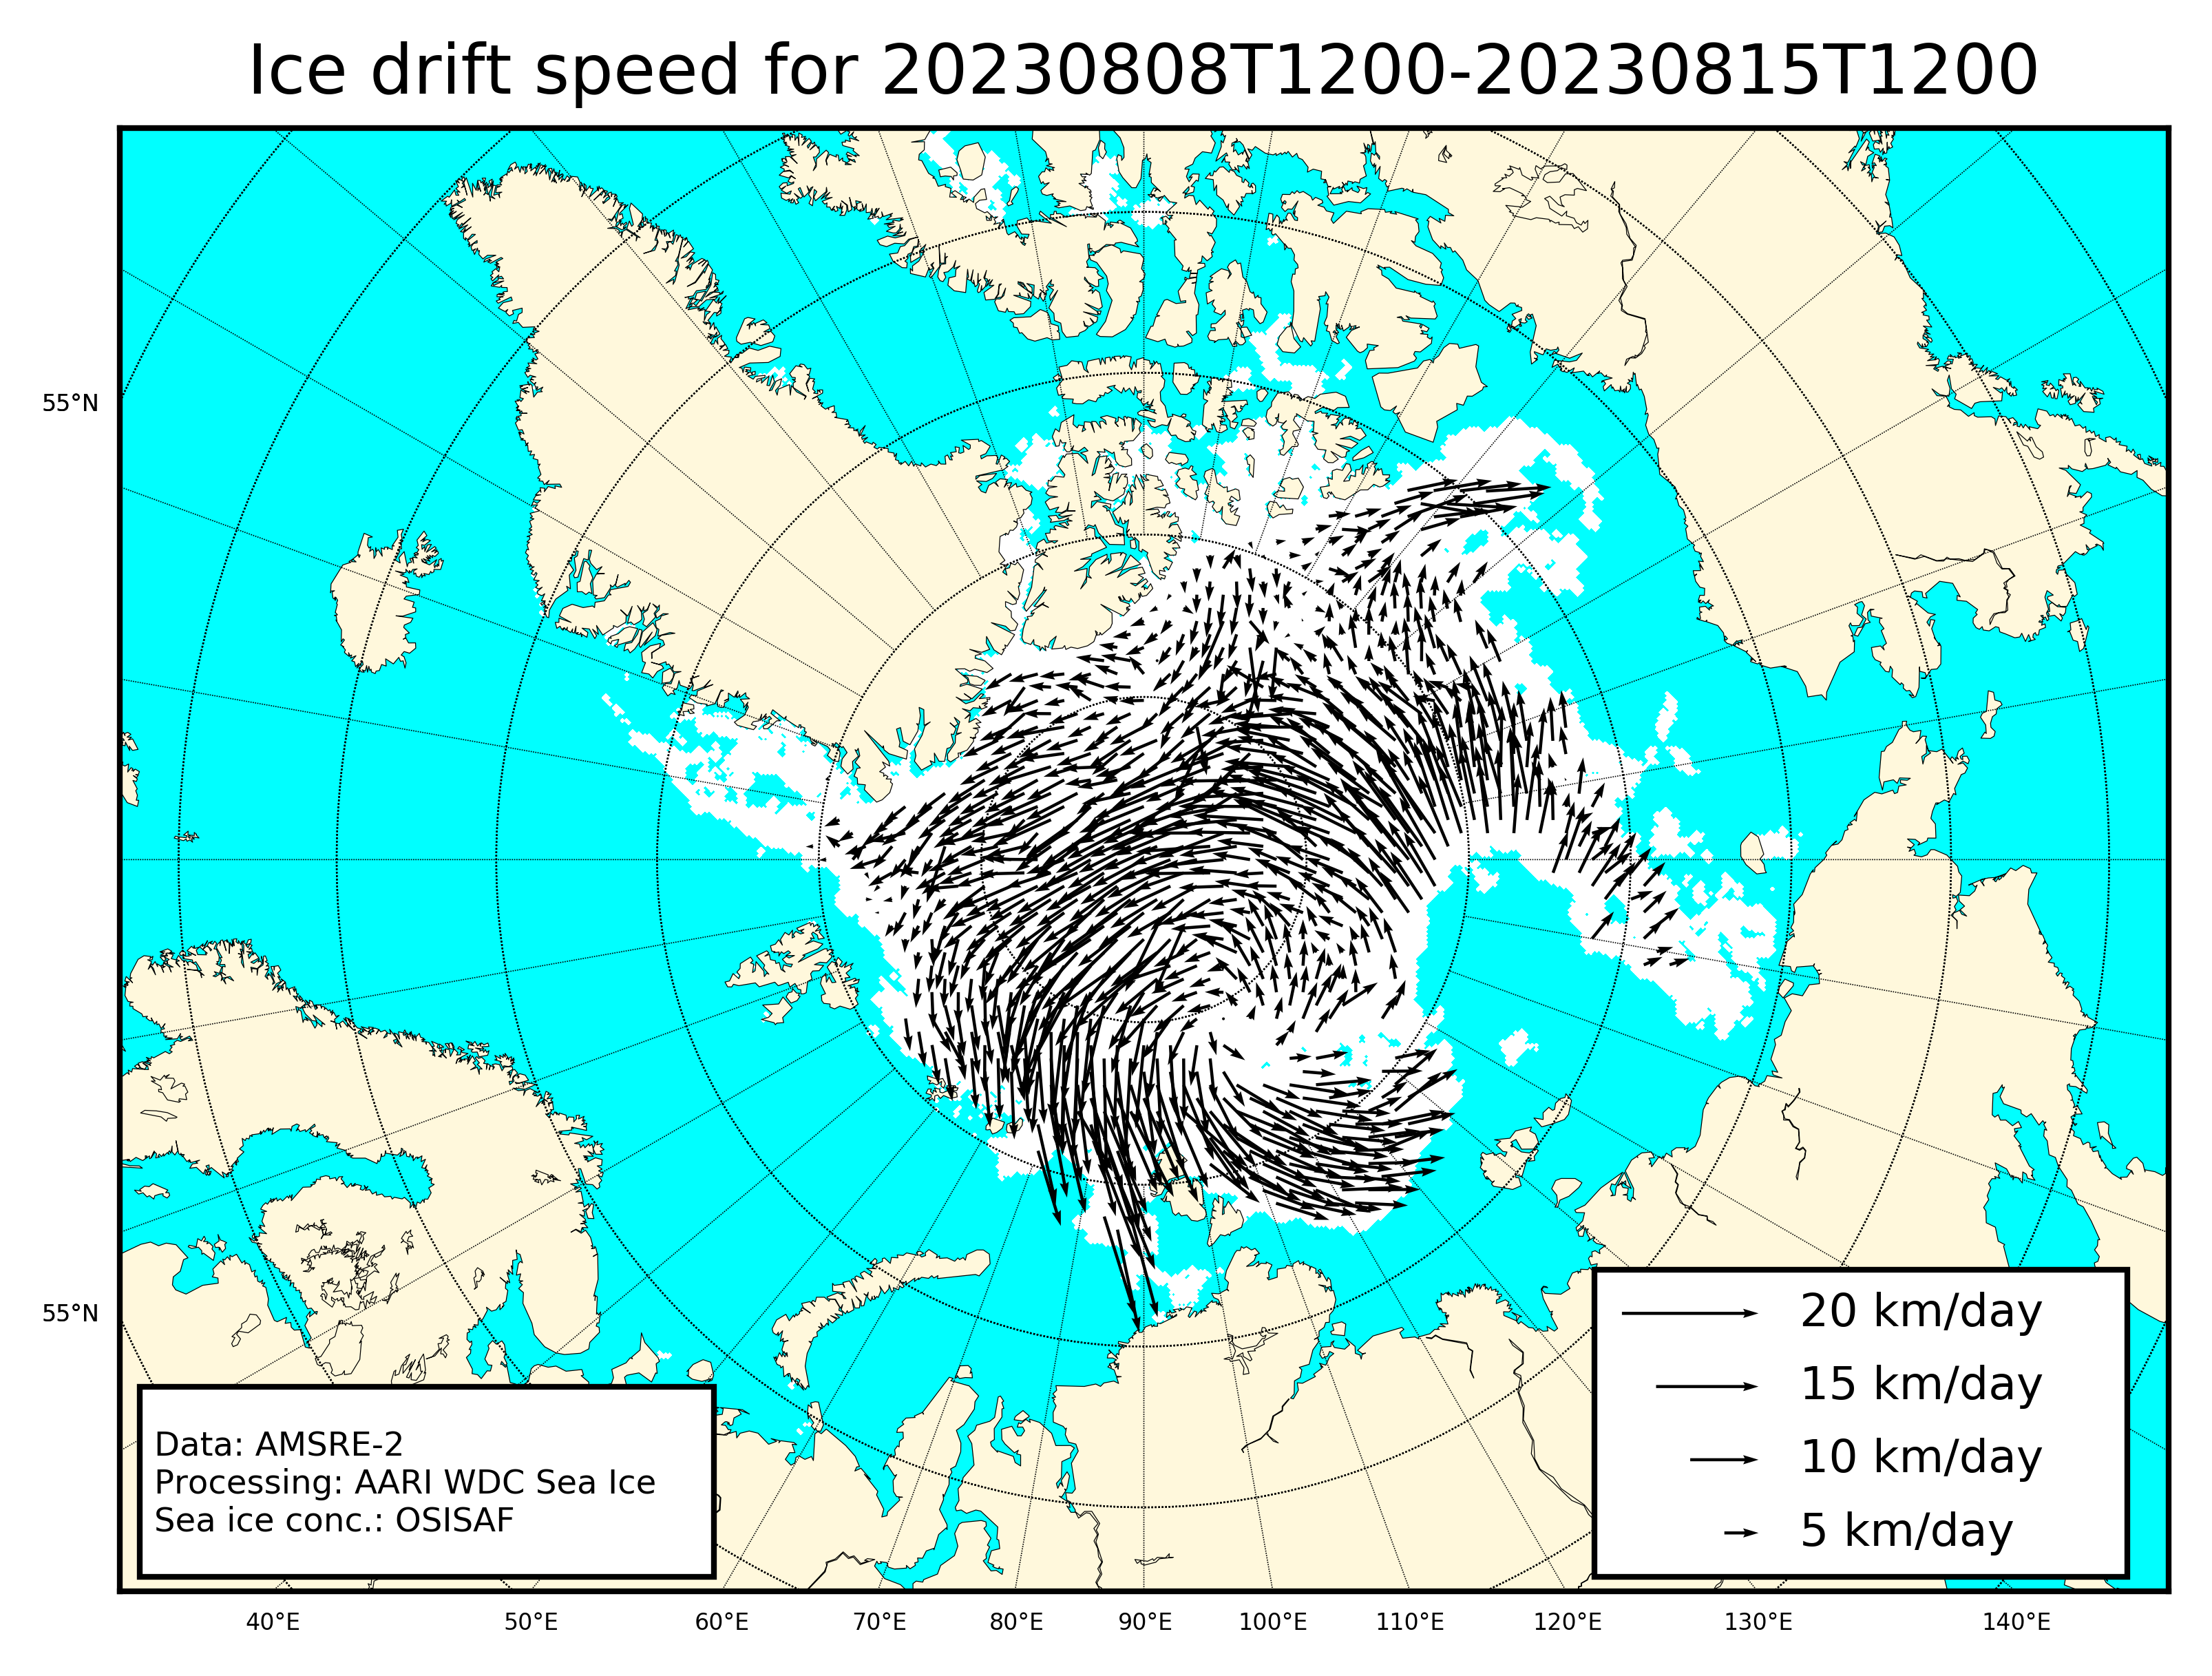 Ice drift speed for 20230808T1200-20230815T1200
55°N
55°N
20 km/day
15 km/day
10 km/day
5 km/day
Data: AMSRE-2
Processing: AARI WDC Sea Ice
Sea ice conc.: OSISAF
40°E 50°E 60°E 70°E 80°E 90°E 100°E 110°E 120°E 130°E 140°E